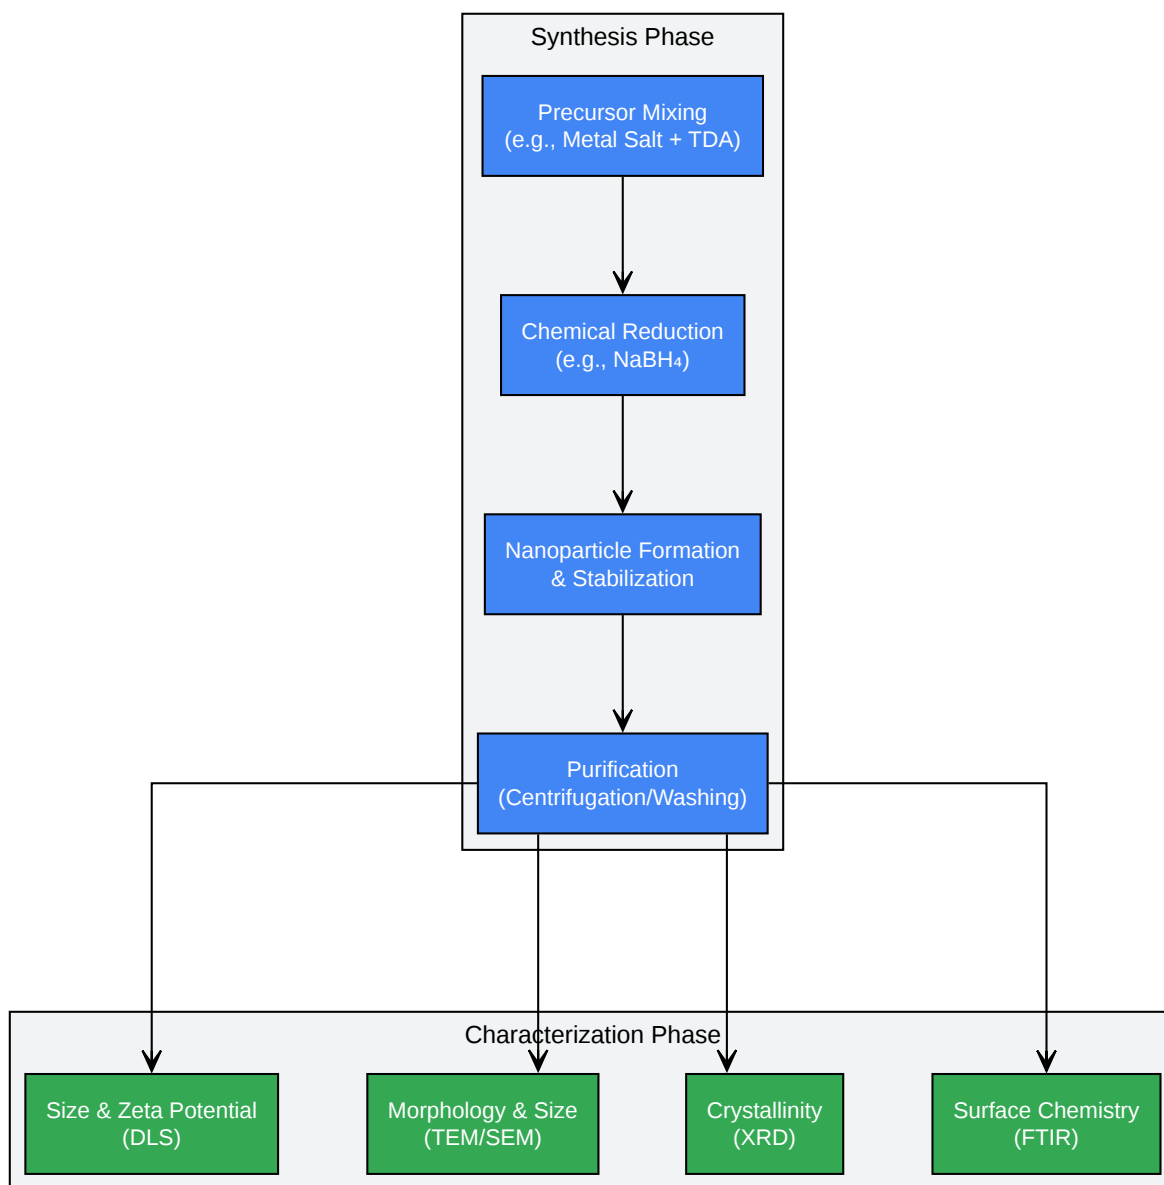 Synthesis Phase
Precursor Mixing
(e.g., Metal Salt + TDA)
Chemical Reduction
(e.g., NaBH₄)
Nanoparticle Formation
& Stabilization
Purification
(Centrifugation/Washing)
Characterization Phase
Size & Zeta Potential
(DLS)
Morphology & Size
(TEM/SEM)
Crystallinity
(XRD)
Surface Chemistry
(FTIR)